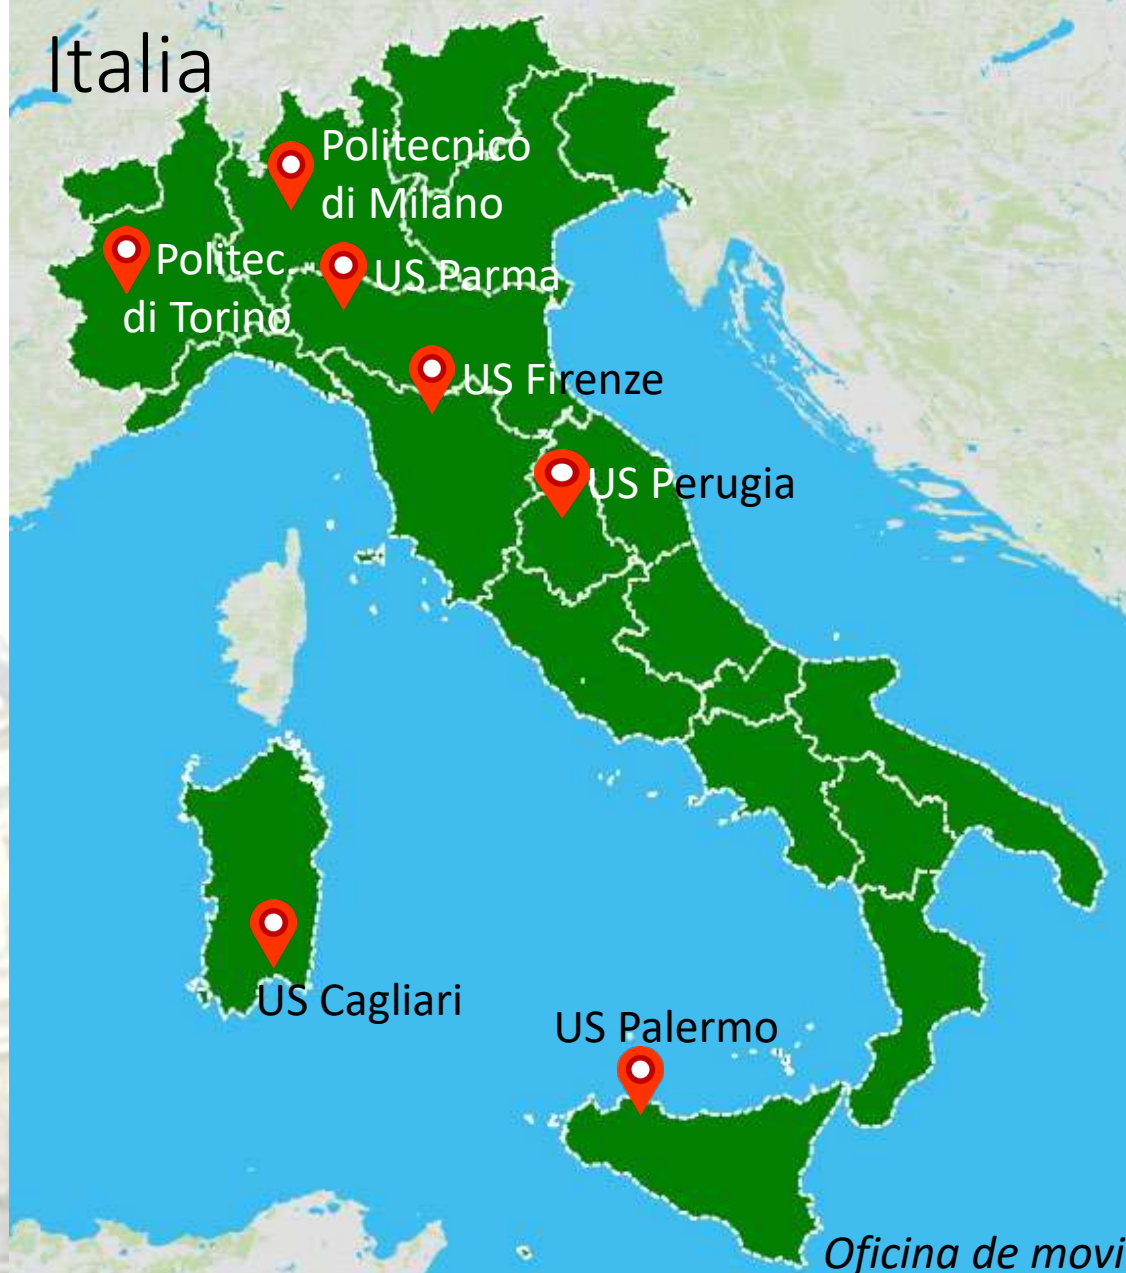 Italia
Politecnico
di Milano
Politec.
di Torino
US Parma
US Firenze
US Perugia
US Cagliari
US Palermo
Oficina de movi